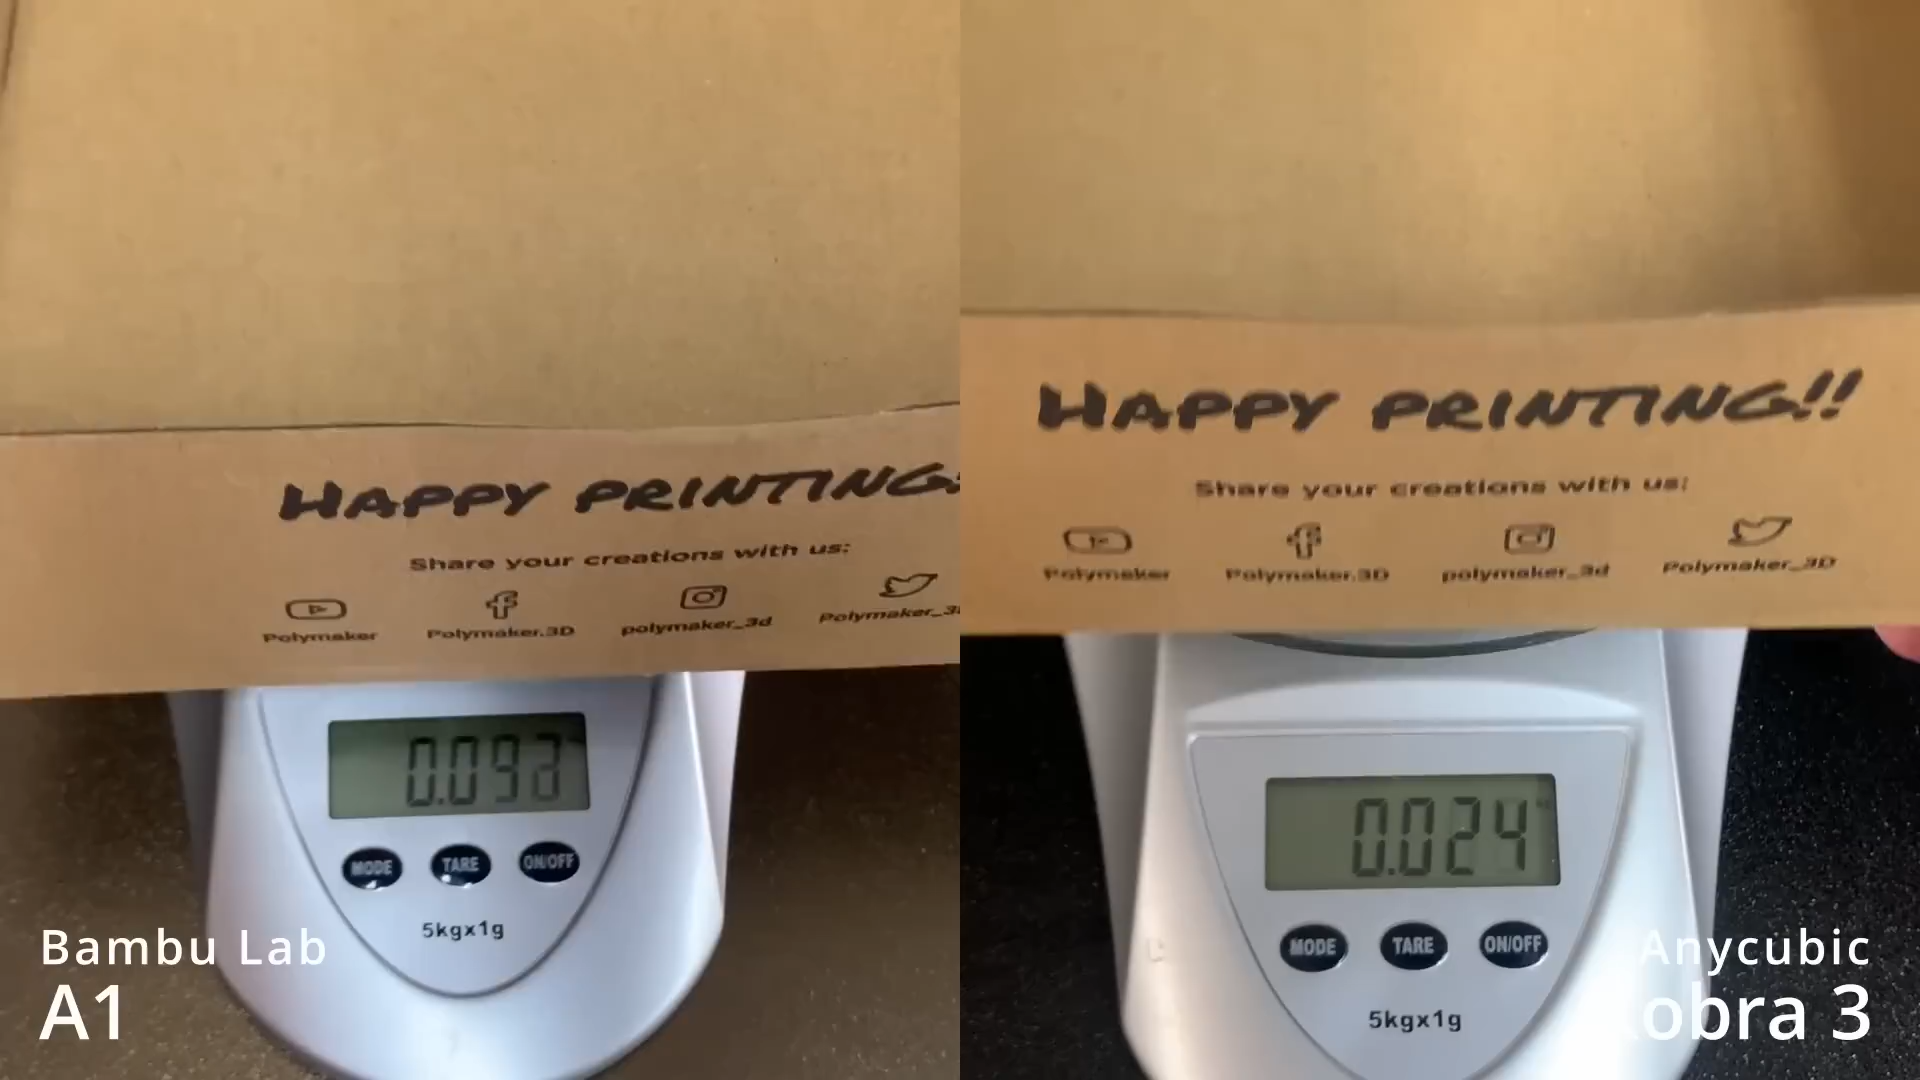 HAPPY PRINTING!
Share your creations with us:
Polymaker
Polymaker.3D
polymaker_3d
MODE
TARE
ON/OFF
5kgx1g
Bambu Lab
A1
HAPPY PRINTING!!
Share your creations with us:
Polymaker
Polymaker.3D
polymaker_3d
Polymaker_3D
0.024
MODE
TARE
ON/OFF
5kgx1g
Anycubic
obra 3